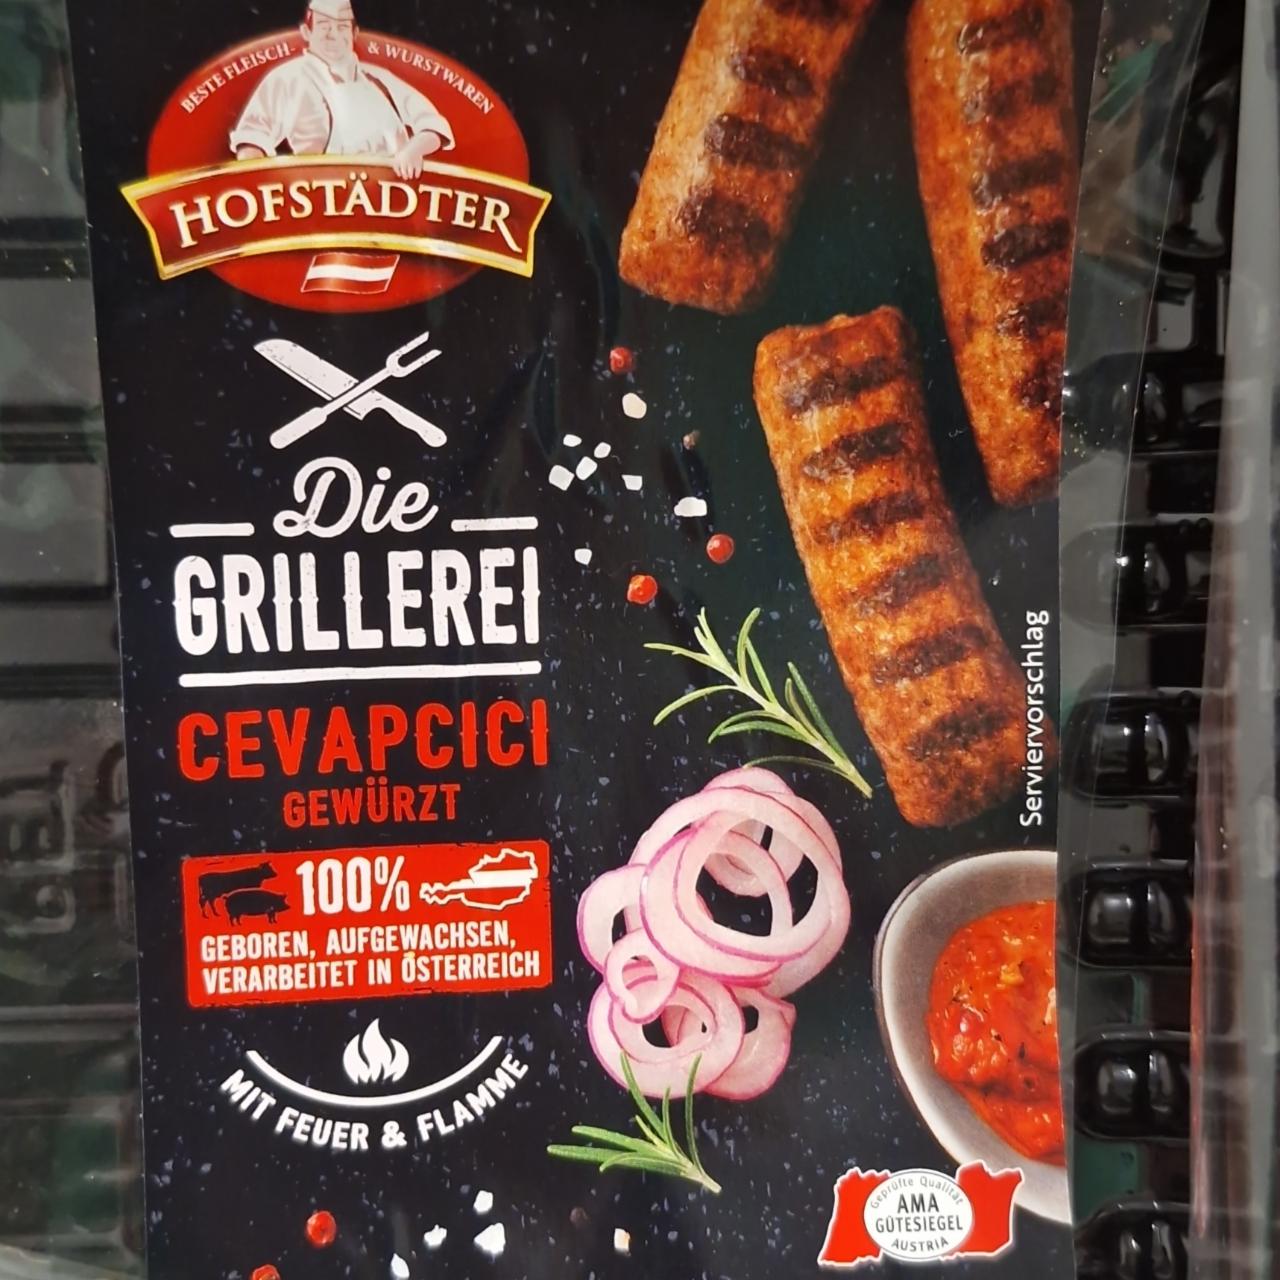 BESTE FLEISCH- & WURSTWAREN
HOFSTÄDTER
Die
GRILLEREI
CEVAPCICI
GEWÜRZT
100%
GEBOREN, AUFGEWACHSEN,
VERARBEITET IN ÖSTERREICH
MIT FEUER & FLAMME
Serviervorschlag
Geprüfte Qualität
AMA
GÜTESIEGEL
AUSTRIA